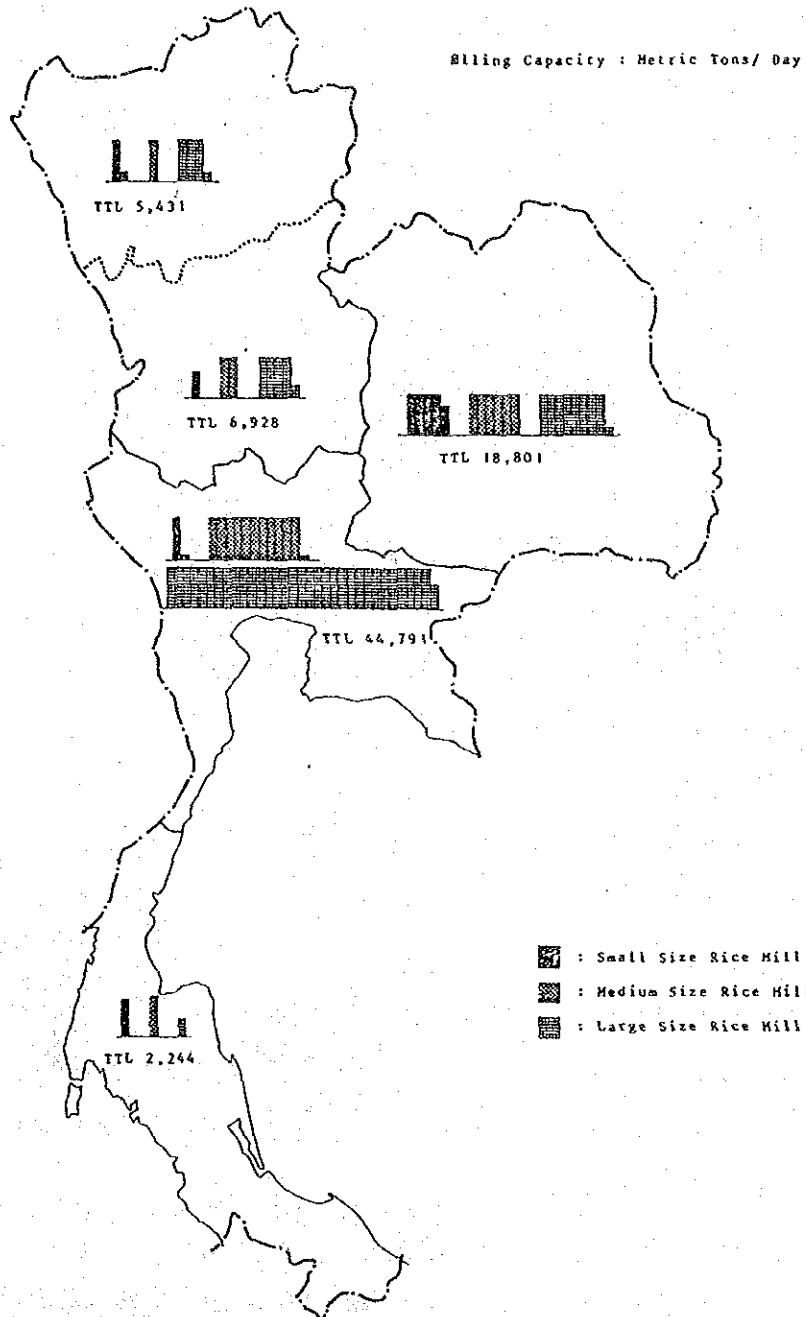 Milling Capacity : Metric Tons/ Day
TTL 5,431
TTL 6,928
TTL 18,801
TTL 44,791
TTL 2,244
: Small Size Rice Mill
: Medium Size Rice Mil
: Large Size Rice Mill